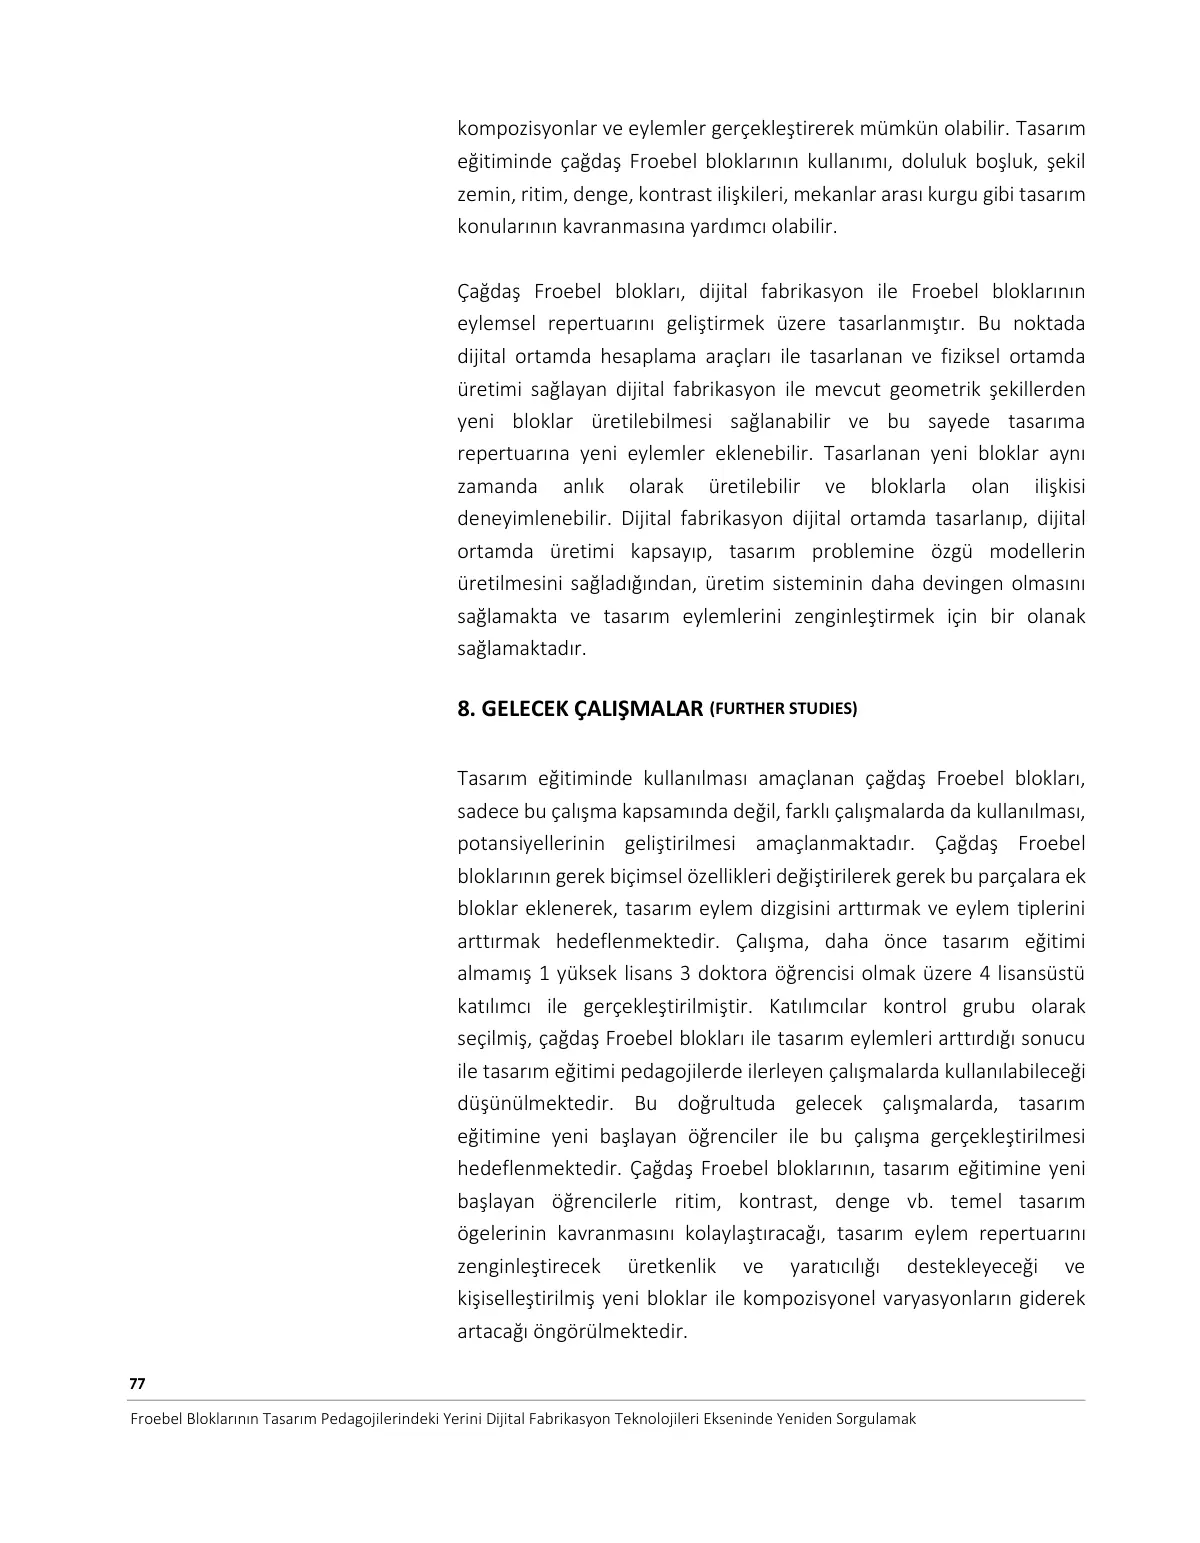 kompozisyonlar ve eylemler gerçekleştirerek mümkün olabilir. Tasarım
eğitiminde çağdaş Froebel bloklarının kullanımı, doluluk boşluk, şekil
zemin, ritim, denge, kontrast ilişkileri, mekanlar arası kurgu gibi tasarım
konularının kavranmasına yardımcı olabilir.
Çağdaş Froebel blokları, dijital fabrikasyon ile Froebel bloklarının
eylemsel repertuarını geliştirmek üzere tasarlanmıştır. Bu noktada
dijital ortamda hesaplama araçları ile tasarlanan ve fiziksel ortamda
üretimi sağlayan dijital fabrikasyon ile mevcut geometrik şekillerden
yeni bloklar üretilebilmesi sağlanabilir ve bu sayede tasarıma
repertuarına yeni eylemler eklenebilir. Tasarlanan yeni bloklar aynı
zamanda anlık olarak üretilebilir ve bloklarla olan ilişkisi
deneyimlenebilir. Dijital fabrikasyon dijital ortamda tasarlanıp, dijital
ortamda üretimi kapsayıp, tasarım problemine özgü modellerin
üretilmesini sağladığından, üretim sisteminin daha devingen olmasını
sağlamakta ve tasarım eylemlerini zenginleştirmek için bir olanak
sağlamaktadır.
8. GELECEK ÇALIŞMALAR (FURTHER STUDIES)
Tasarım eğitiminde kullanılması amaçlanan çağdaş Froebel blokları,
sadece bu çalışma kapsamında değil, farklı çalışmalarda da kullanılması,
potansiyellerinin geliştirilmesi amaçlanmaktadır. Çağdaş Froebel
bloklarının gerek biçimsel özellikleri değiştirilerek gerek bu parçalara ek
bloklar eklenerek, tasarım eylem dizgisini arttırmak ve eylem tiplerini
arttırmak hedeflenmektedir. Çalışma, daha önce tasarım eğitimi
almamış 1 yüksek lisans 3 doktora öğrencisi olmak üzere 4 lisansüstü
katılımcı ile gerçekleştirilmiştir. Katılımcılar kontrol grubu olarak
seçilmiş, çağdaş Froebel blokları ile tasarım eylemleri arttırdığı sonucu
ile tasarım eğitimi pedagojilerde ilerleyen çalışmalarda kullanılabileceği
düşünülmektedir. Bu doğrultuda gelecek çalışmalarda, tasarım
eğitimine yeni başlayan öğrenciler ile bu çalışma gerçekleştirilmesi
hedeflenmektedir. Çağdaş Froebel bloklarının, tasarım eğitimine yeni
başlayan öğrencilerle ritim, kontrast, denge vb. temel tasarım
ögelerinin kavranmasını kolaylaştıracağı, tasarım eylem repertuarını
zenginleştirecek üretkenlik ve yaratıcılığı destekleyeceği ve
kişiselleştirilmiş yeni bloklar ile kompozisyonel varyasyonların giderek
artacağı öngörülmektedir.
77
Froebel Bloklarının Tasarım Pedagojilerindeki Yerini Dijital Fabrikasyon Teknolojileri Ekseninde Yeniden Sorgulamak